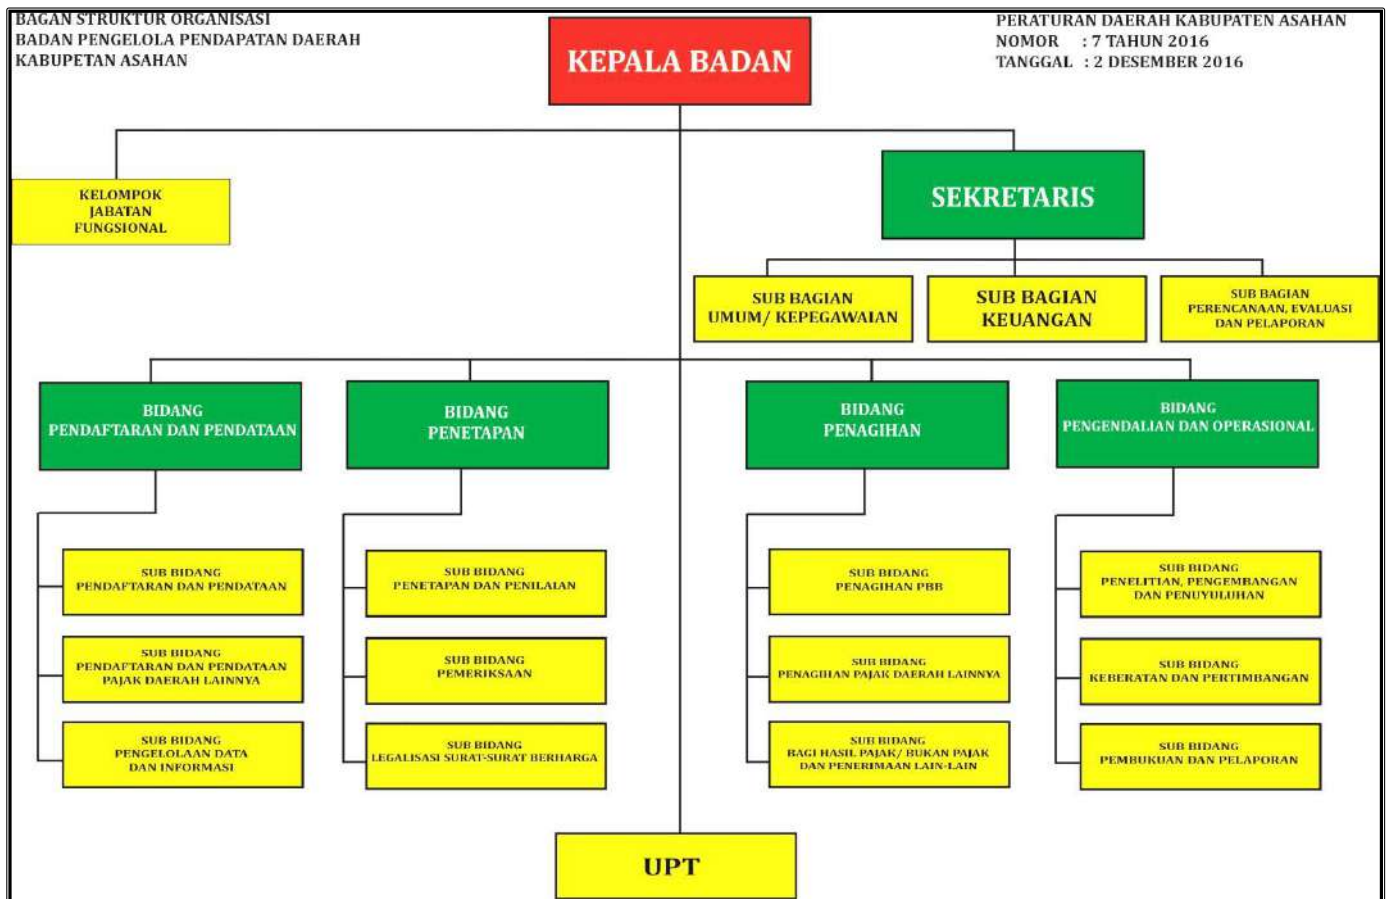 BAGAN STRUKTUR ORGANISASI
BADAN PENGELOLA PENDAPATAN DAERAH
KABUPETAN ASAHAN
PERATURAN DAERAH KABUPATEN ASAHAN
NOMOR : 7 TAHUN 2016
TANGGAL : 2 DESEMBER 2016
KEPALA BADAN
KELOMPOK
JABATAN
FUNGSIONAL
SEKRETARIS
SUB BAGIAN
UMUM/ KEPEGAWAIAN
SUB BAGIAN
KEUANGAN
SUB BAGIAN
PERENCANAAN, EVALUASI
DAN PELAPORAN
BIDANG
PENDAFTARAN DAN PENDATAAN
BIDANG
PENETAPAN
BIDANG
PENAGIHAN
BIDANG
PENGENDALIAN DAN OPERASIONAL
SUB BIDANG
PENDAFTARAN DAN PENDATAAN
SUB BIDANG
PENDAFTARAN DAN PENDATAAN
PAJAK DAERAH LAINNYA
SUB BIDANG
PENGELOLAAN DATA
DAN INFORMASI
SUB BIDANG
PENETAPAN DAN PENILAIAN
SUB BIDANG
PEMERIKSAAN
SUB BIDANG
LEGALISASI SURAT-SURAT BERHARGA
SUB BIDANG
PENAGIHAN PBB
SUB BIDANG
PENAGIHAN PAJAK DAERAH LAINNYA
SUB BIDANG
BAGI HASIL PAJAK/ BUKAN PAJAK
DAN PENERIMAAN LAIN-LAIN
SUB BIDANG
PENELITIAN, PENGEMBANGAN
DAN PENUYULUHAN
SUB BIDANG
KEBERATAN DAN PERTIMBANGAN
SUB BIDANG
PEMBUKUAN DAN PELAPORAN
UPT